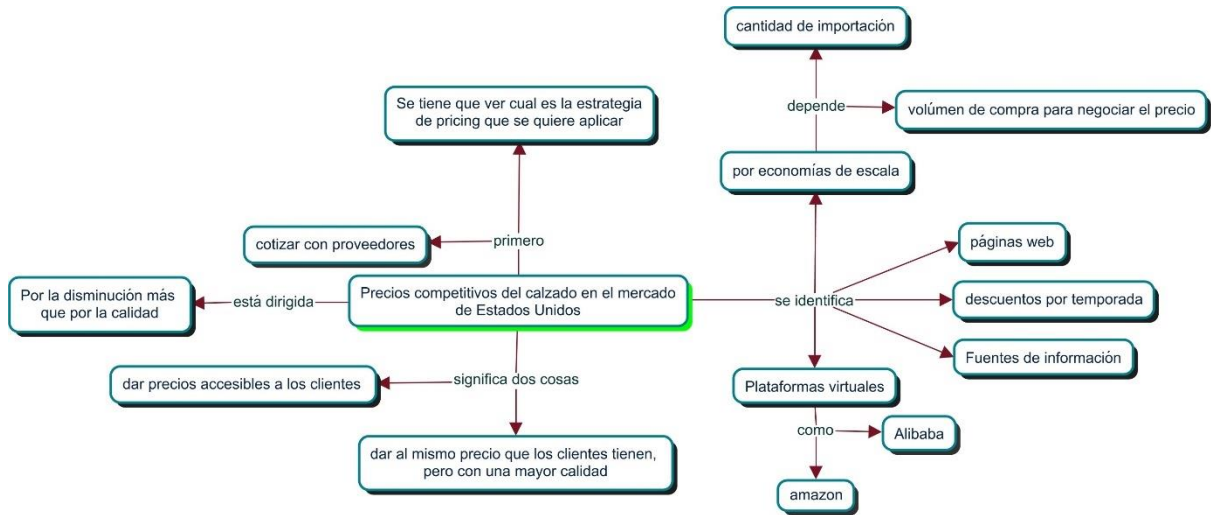 cantidad de importación
depende
volúmen de compra para negociar el precio
por economías de escala
Se tiene que ver cual es la estrategia
de pricing que se quiere aplicar
cotizar con proveedores
primero
Por la disminución más
que por la calidad
está dirigida
Precios competitivos del calzado en el mercado
de Estados Unidos
se identifica
páginas web
descuentos por temporada
Fuentes de información
dar precios accesibles a los clientes
significa dos cosas
dar al mismo precio que los clientes tienen,
pero con una mayor calidad
Plataformas virtuales
como
Alibaba
amazon